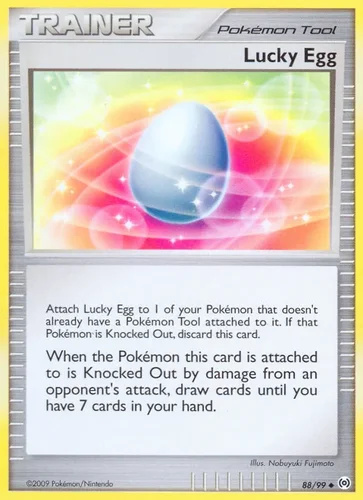 TRAINER
Pokémon Tool
Lucky Egg
Attach Lucky Egg to 1 of your Pokémon that doesn't
already have a Pokémon Tool attached to it. If that
Pokémon is Knocked Out, discard this card.
When the Pokémon this card is attached
to is Knocked Out by damage from an
opponent's attack, draw cards until you
have 7 cards in your hand.
Illus. Nobuyuki Fujimoto
©2009 Pokémon/Nintendo
88/99